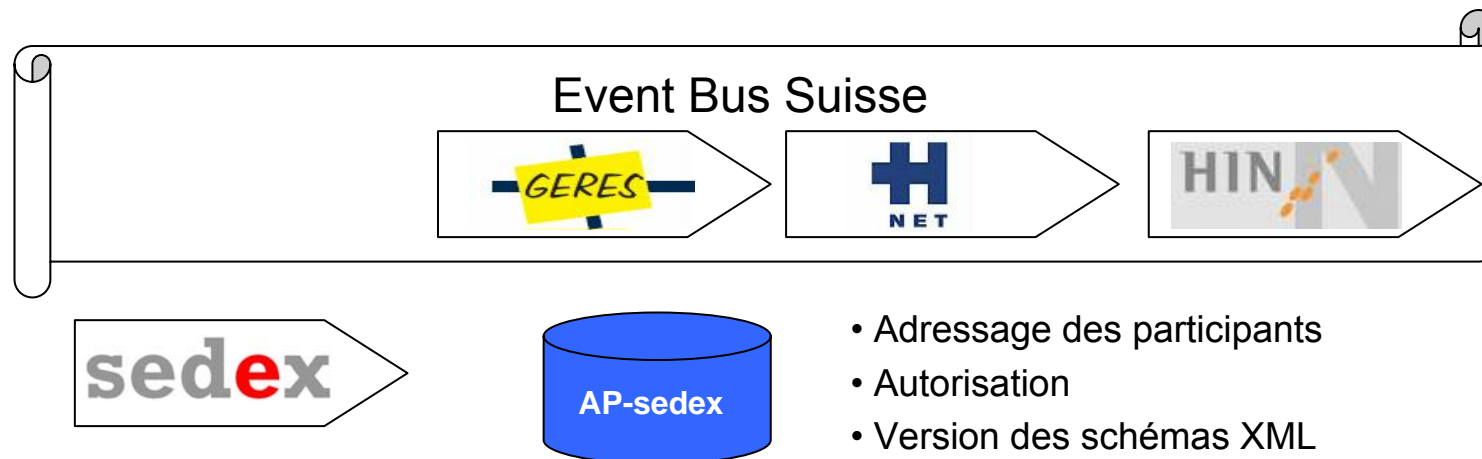 Event Bus Suisse
GERES
H
NET
HIN
N
sedex
AP-sedex
• Adressage des participants
• Autorisation
• Version des schémas XML